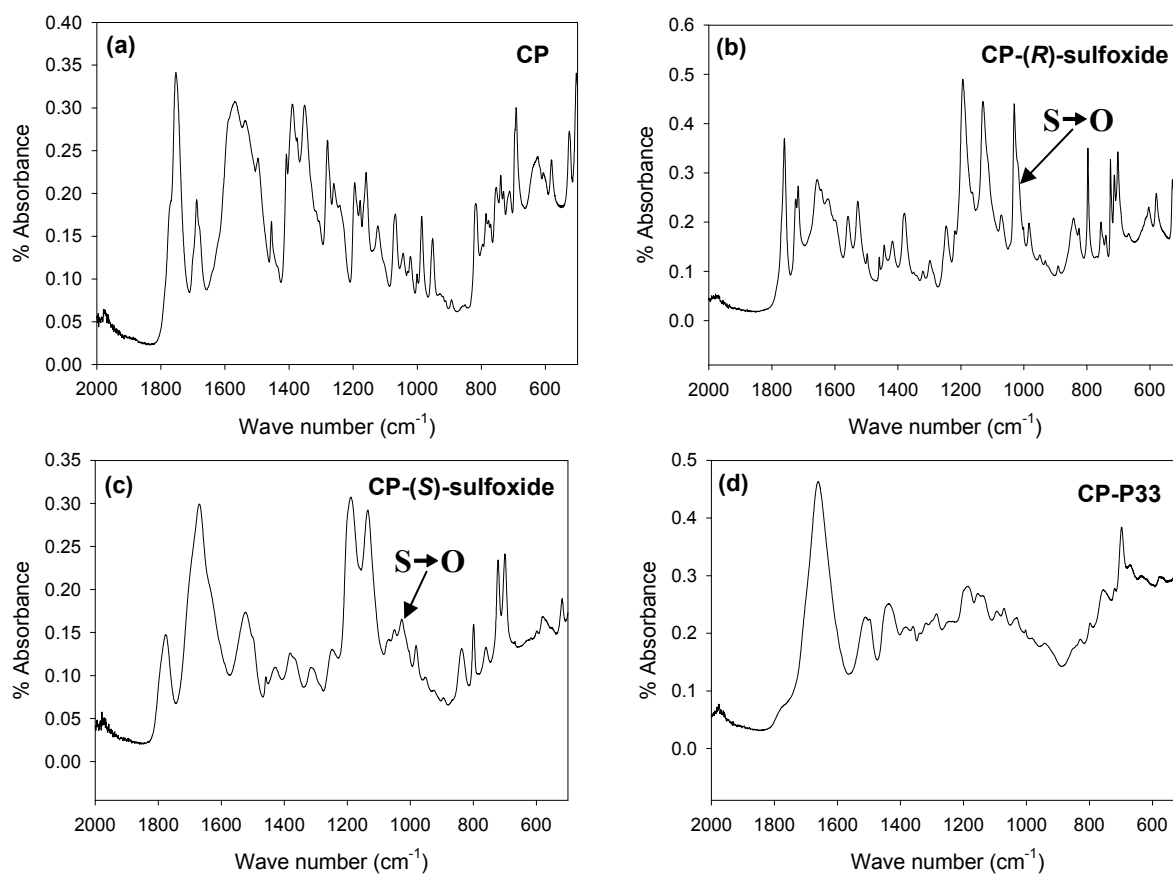 (a)
CP
0.40
0.35
0.30
0.25
0.20
0.15
0.10
0.05
0.00
% Absorbance
2000 1800 1600 1400 1200 1000 800 600
Wave number (cm-1)
(b)
CP-(R)-sulfoxide
S→O
0.6
0.5
0.4
0.3
0.2
0.1
0.0
% Absorbance
2000 1800 1600 1400 1200 1000 800 600
Wave number (cm-1)
(c)
CP-(S)-sulfoxide
S→O
0.35
0.30
0.25
0.20
0.15
0.10
0.05
0.00
% Absorbance
2000 1800 1600 1400 1200 1000 800 600
Wave number (cm-1)
(d)
CP-P33
0.5
0.4
0.3
0.2
0.1
0.0
% Absorbance
2000 1800 1600 1400 1200 1000 800 600
Wave number (cm-1)